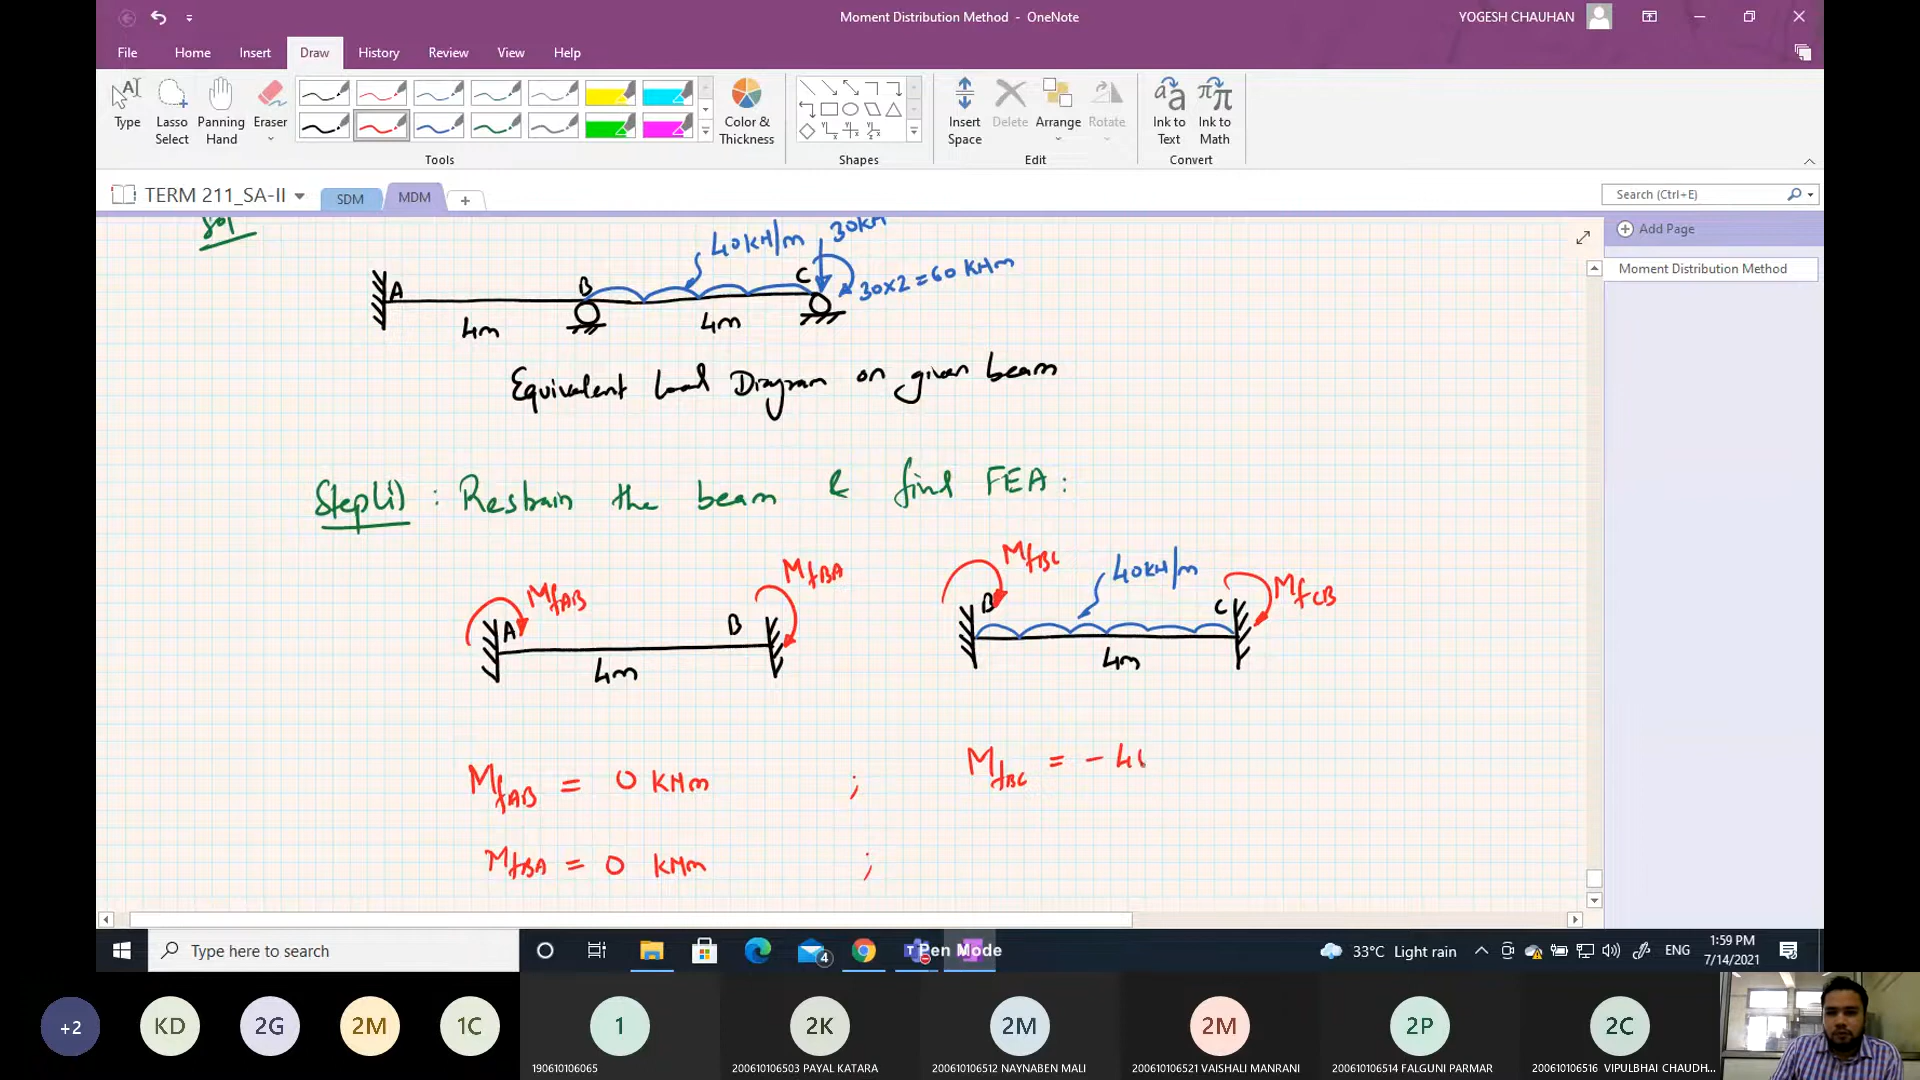 Moment Distribution Method - OneNote
YOGESH CHAUHAN
File Home Insert Draw History Review View Help
Type
Lasso Select
Panning Hand
Eraser
Color & Thickness
Insert Space
Delete
Arrange
Rotate
Ink to Text
Ink to Math
Tools
Shapes
Edit
Convert
TERM 211_SA-II
SDM
MDM
Search (Ctrl+E)
Add Page
Moment Distribution Method
Sol
40KN/m
30KN
A
B
C
30x2=60 KNm
4m
4m
Equivalent Load Diagram on given beam
Step(i) : Restrain the beam & find FEA:
MfAB
MfBA
MfBC
40KN/m
MfCB
A
B
B
C
4m
4m
MfAB = 0 KNm ;
MfBC = - 4
MfBA = 0 KNm ;
Type here to search
4
Pen Mode
33°C Light rain
ENG
1:59 PM
7/14/2021
+2
KD
2G
2M
1C
1
2K
2M
2M
2P
2C
190610106065
200610106503 PAYAL KATARA
200610106512 NAYNABEN MALI
200610106521 VAISHALI MANRANI
200610106514 FALGUNI PARMAR
200610106516 VIPULBHAI CHAUDH...